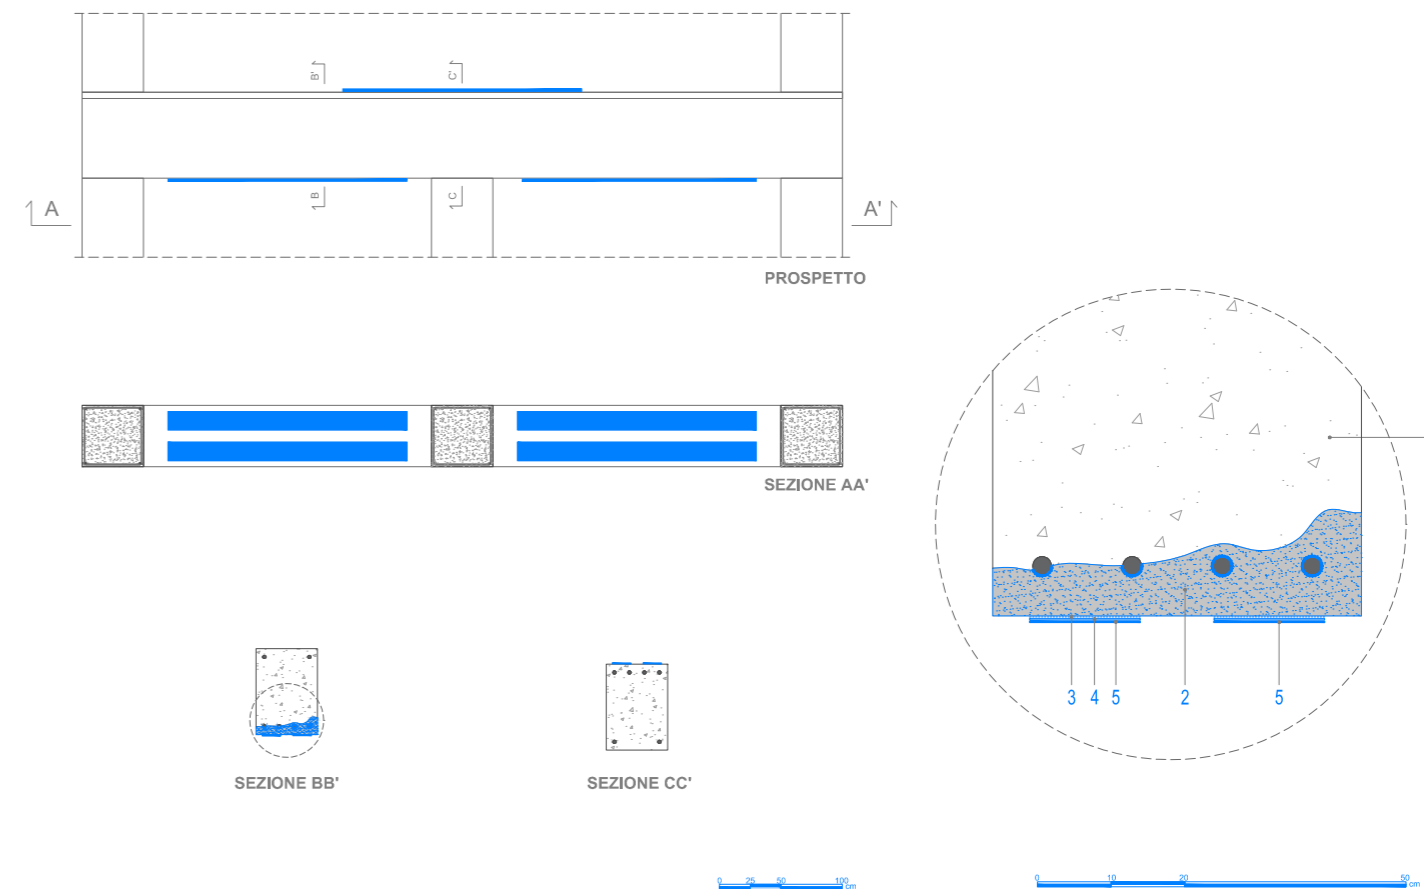 B' C'
B C
A A'
PROSPETTO
SEZIONE AA'
3 4 5 2 5
SEZIONE BB' SEZIONE CC'
0 25 50 100 cm
0 10 20 50 cm